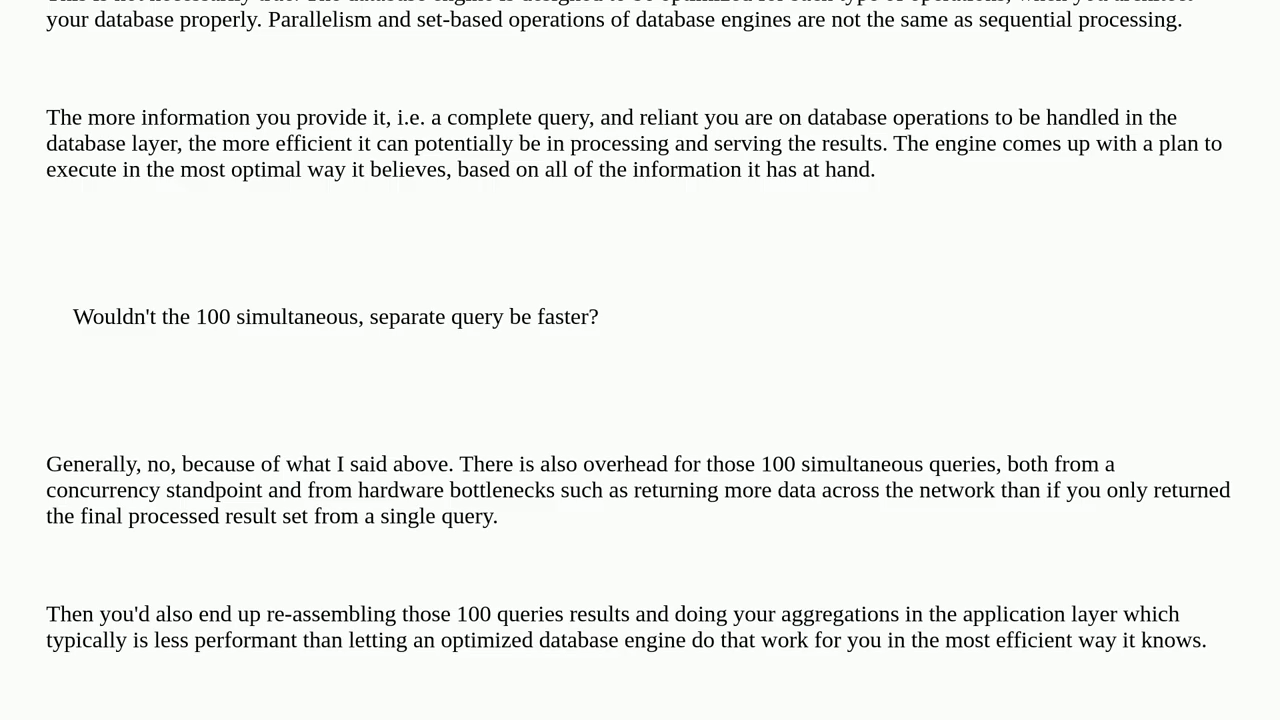 your database properly. Parallelism and set-based operations of database engines are not the same as sequential processing.
The more information you provide it, i.e. a complete query, and reliant you are on database operations to be handled in the
database layer, the more efficient it can potentially be in processing and serving the results. The engine comes up with a plan to
execute in the most optimal way it believes, based on all of the information it has at hand.
Wouldn't the 100 simultaneous, separate query be faster?
Generally, no, because of what I said above. There is also overhead for those 100 simultaneous queries, both from a
concurrency standpoint and from hardware bottlenecks such as returning more data across the network than if you only returned
the final processed result set from a single query.
Then you'd also end up re-assembling those 100 queries results and doing your aggregations in the application layer which
typically is less performant than letting an optimized database engine do that work for you in the most efficient way it knows.